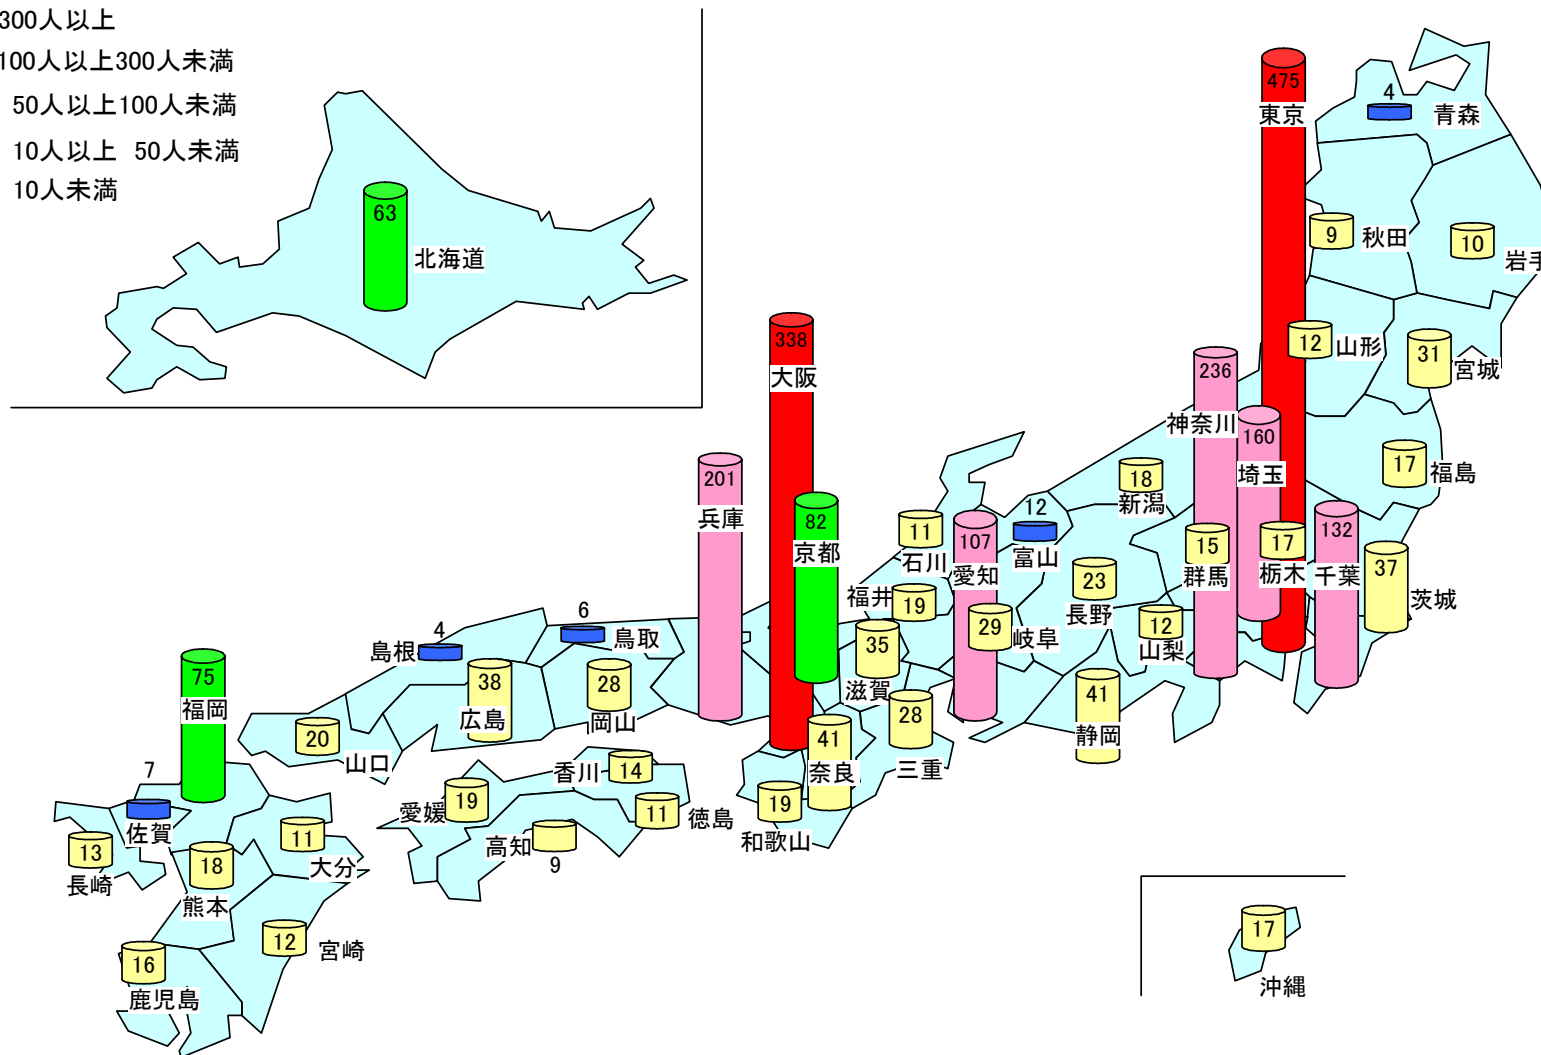 300人以上
100人以上300人未満
50人以上100人未満
10人以上 50人未満
10人未満
63
北海道
475
東京
4
青森
9
秋田
10
岩手
12
山形
31
宮城
338
大阪
236
神奈川
160
埼玉
17
福島
18
新潟
201
兵庫
82
京都
11
石川
107
愛知
12
富山
15
群馬
17
栃木
132
千葉
37
茨城
23
長野
福井
19
29
岐阜
12
山梨
35
滋賀
6
鳥取
4
島根
38
広島
28
岡山
75
福岡
20
山口
28
三重
41
静岡
41
奈良
19
和歌山
香川
14
愛媛
19
11
徳島
高知
9
7
佐賀
13
長崎
11
大分
18
熊本
12
宮崎
16
鹿児島
17
沖縄